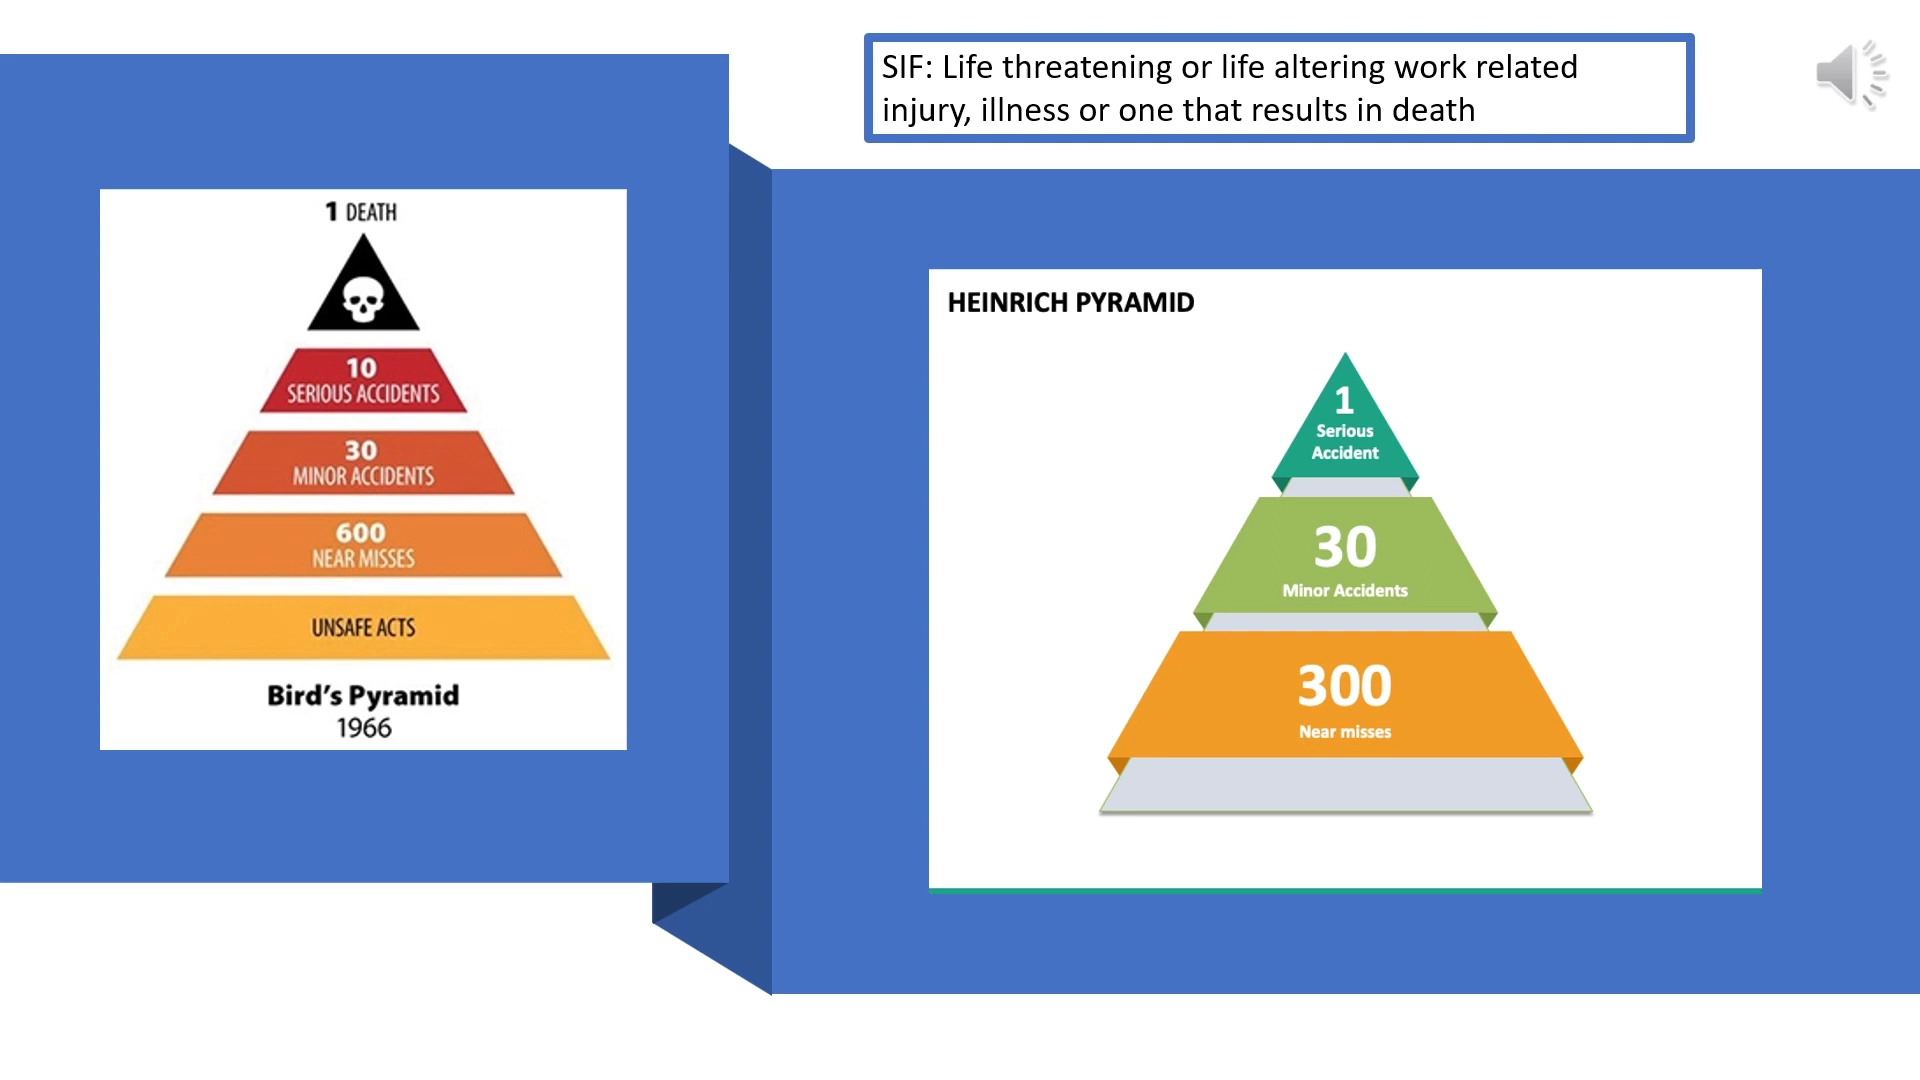 SIF: Life threatening or life altering work related
injury, illness or one that results in death
1 DEATH
10
SERIOUS ACCIDENTS
30
MINOR ACCIDENTS
600
NEAR MISSES
UNSAFE ACTS
Bird's Pyramid
1966
HEINRICH PYRAMID
1
Serious
Accident
30
Minor Accidents
300
Near misses